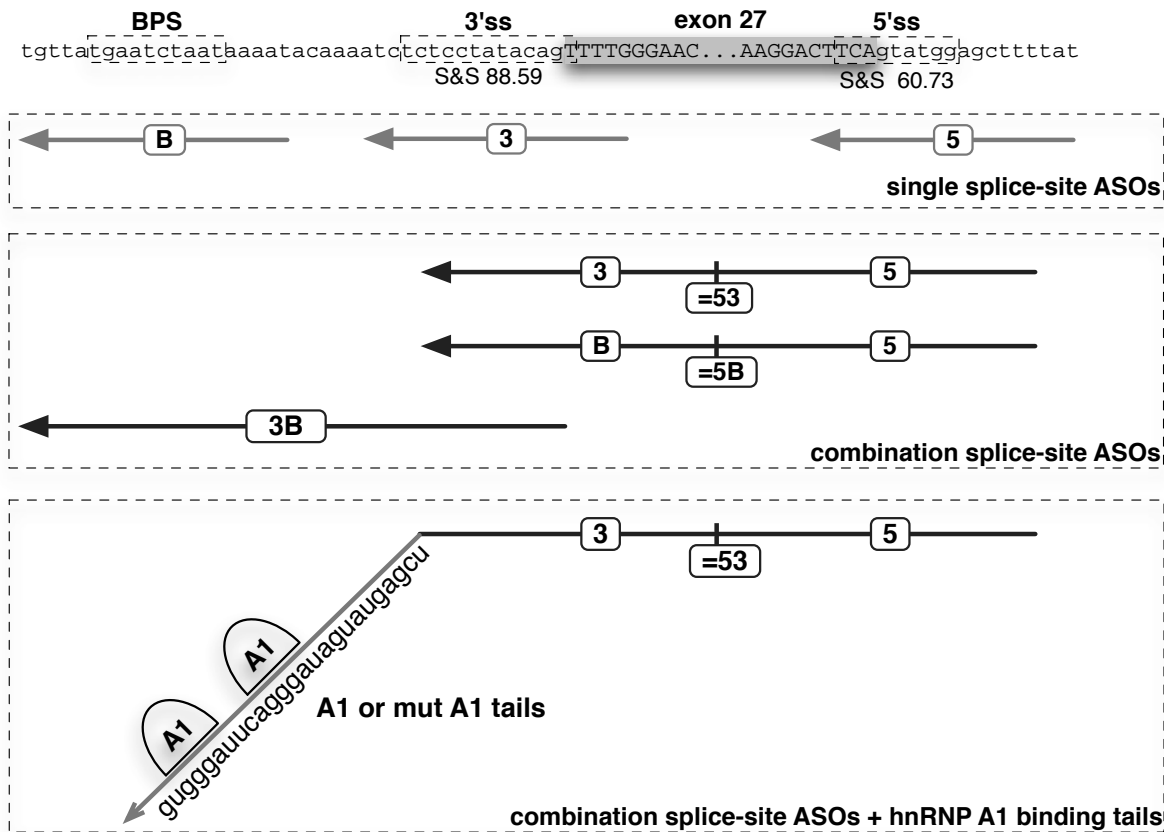 BPS 3'ss exon 27 5'ss
tgttatgaatctaataaaatacaaaatctctcctatacagTTTTGGGAAC...AAGGACTTCAgtatggagcttttat
S&S 88.59 S&S 60.73
B 3 5
single splice-site ASOs
3 5
=53
B 5
=5B
3B
combination splice-site ASOs
3 5
=53
A1
A1
gugggauucagggauaguaugagcu
A1 or mut A1 tails
combination splice-site ASOs + hnRNP A1 binding tails